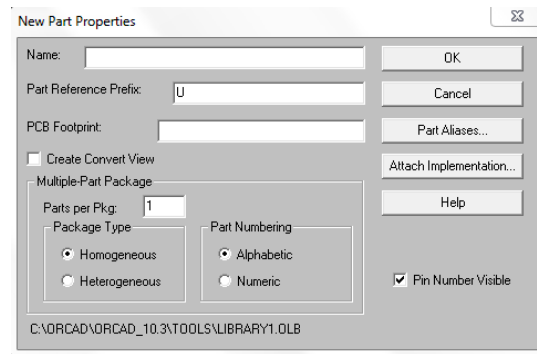 New Part Properties
Name:
OK
Part Reference Prefix:
U
Cancel
PCB Footprint:
Part Aliases...
Create Convert View
Attach Implementation...
Multiple-Part Package
Parts per Pkg:
1
Help
Package Type
Part Numbering
Homogeneous
Alphabetic
Heterogeneous
Numeric
Pin Number Visible
C:\ORCAD\ORCAD_10.3\TOOLS\LIBRARY1.OLB